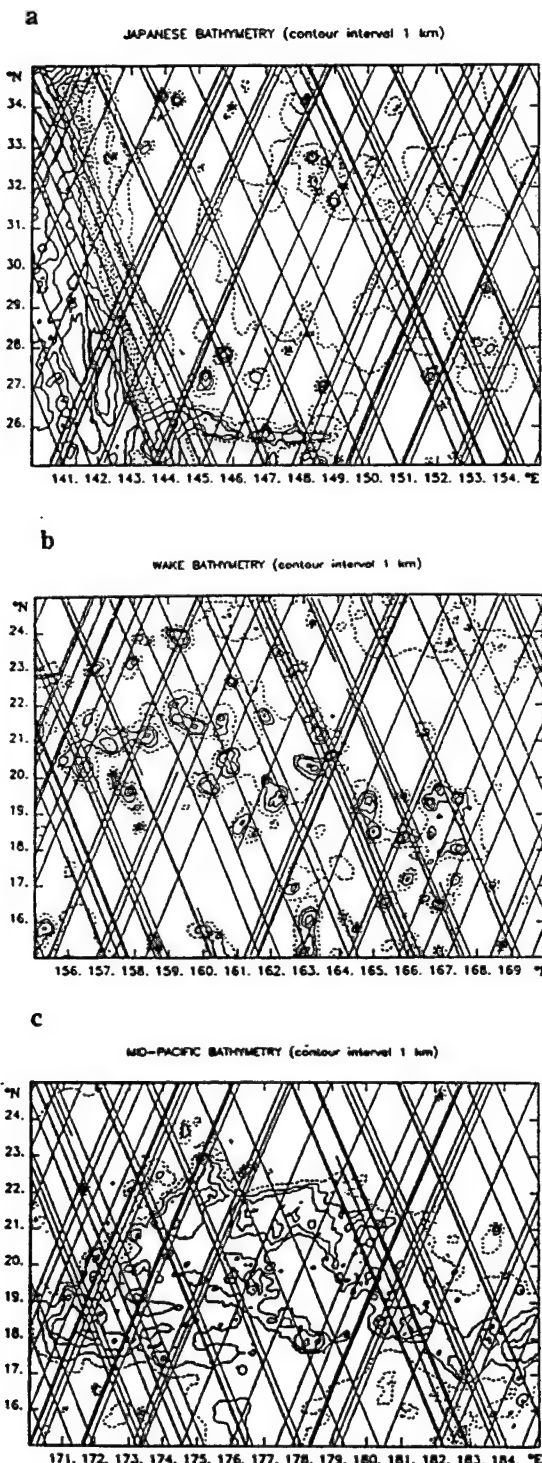 a
JAPANESE BATHYMETRY (contour interval 1 km)
°N
34.
33.
32.
31.
30.
29.
28.
27.
26.
141. 142. 143. 144. 145. 146. 147. 148. 149. 150. 151. 152. 153. 154. °E
b
WAKE BATHYMETRY (contour interval 1 km)
°N
24.
23.
22.
21.
20.
19.
18.
17.
16.
156. 157. 158. 159. 160. 161. 162. 163. 164. 165. 166. 167. 168. 169
c
MID-PACIFIC BATHYMETRY (contour interval 1 km)
°N
24.
23.
22.
21.
20.
19.
18.
17.
16.
171. 172. 173. 174. 175. 176. 177. 178. 179. 180. 181. 182. 183. 184. °E